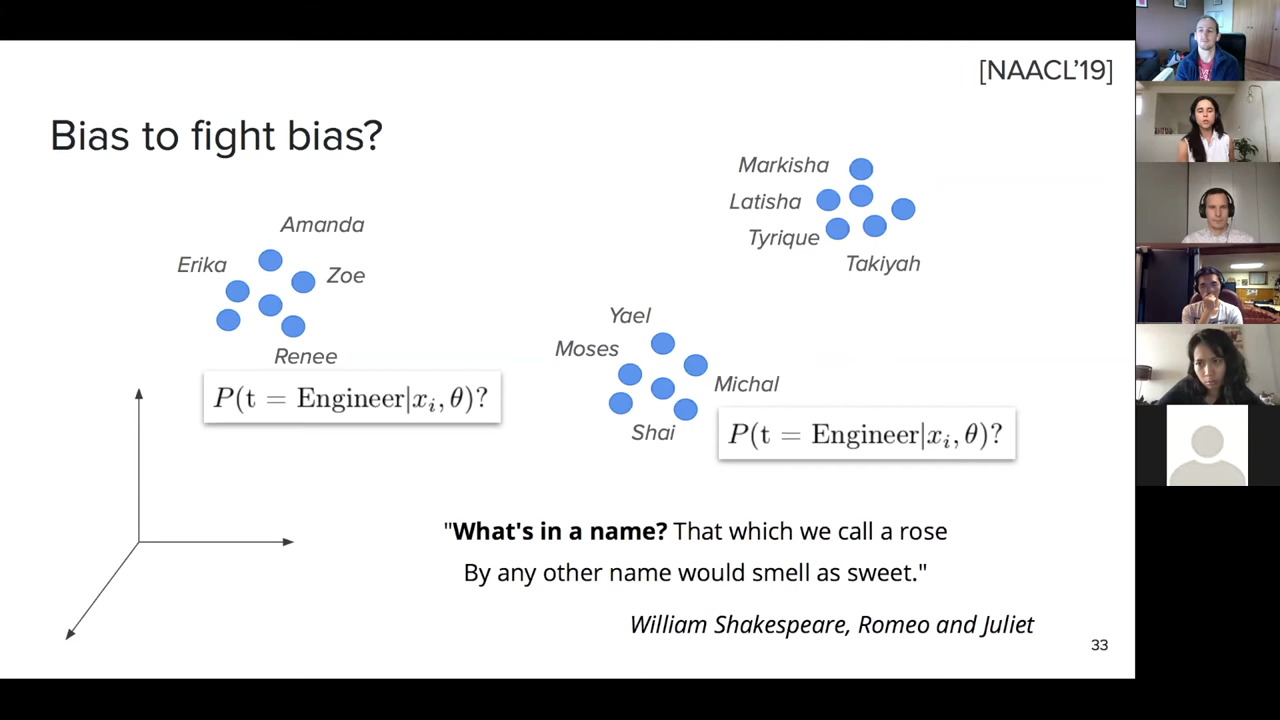 [NAACL'19]
Bias to fight bias?
Markisha
Latisha
Tyrique
Takiyah
Amanda
Erika
Zoe
Renee
P(t = Engineer|xᵢ, θ)?
Yael
Moses
Michal
Shai
P(t = Engineer|xᵢ, θ)?
"What's in a name? That which we call a rose
By any other name would smell as sweet."
William Shakespeare, Romeo and Juliet
33